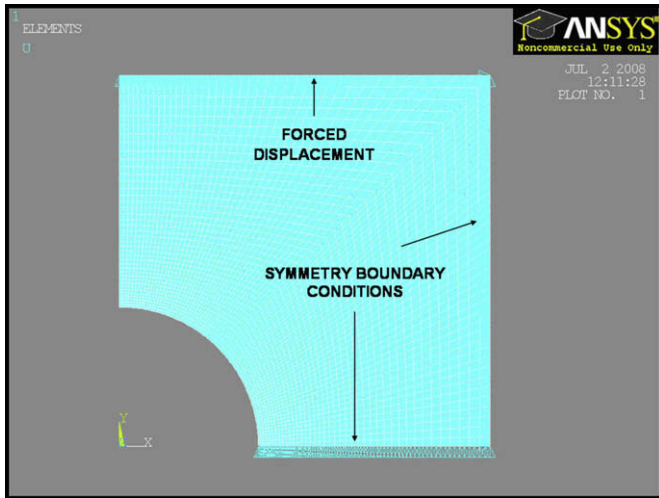 1
ELEMENTS
U
ANSYS
Noncommercial Use Only
JUL 2 2008
12:11:28
PLOT NO. 1
FORCED
DISPLACEMENT
SYMMETRY BOUNDARY
CONDITIONS
Y
X